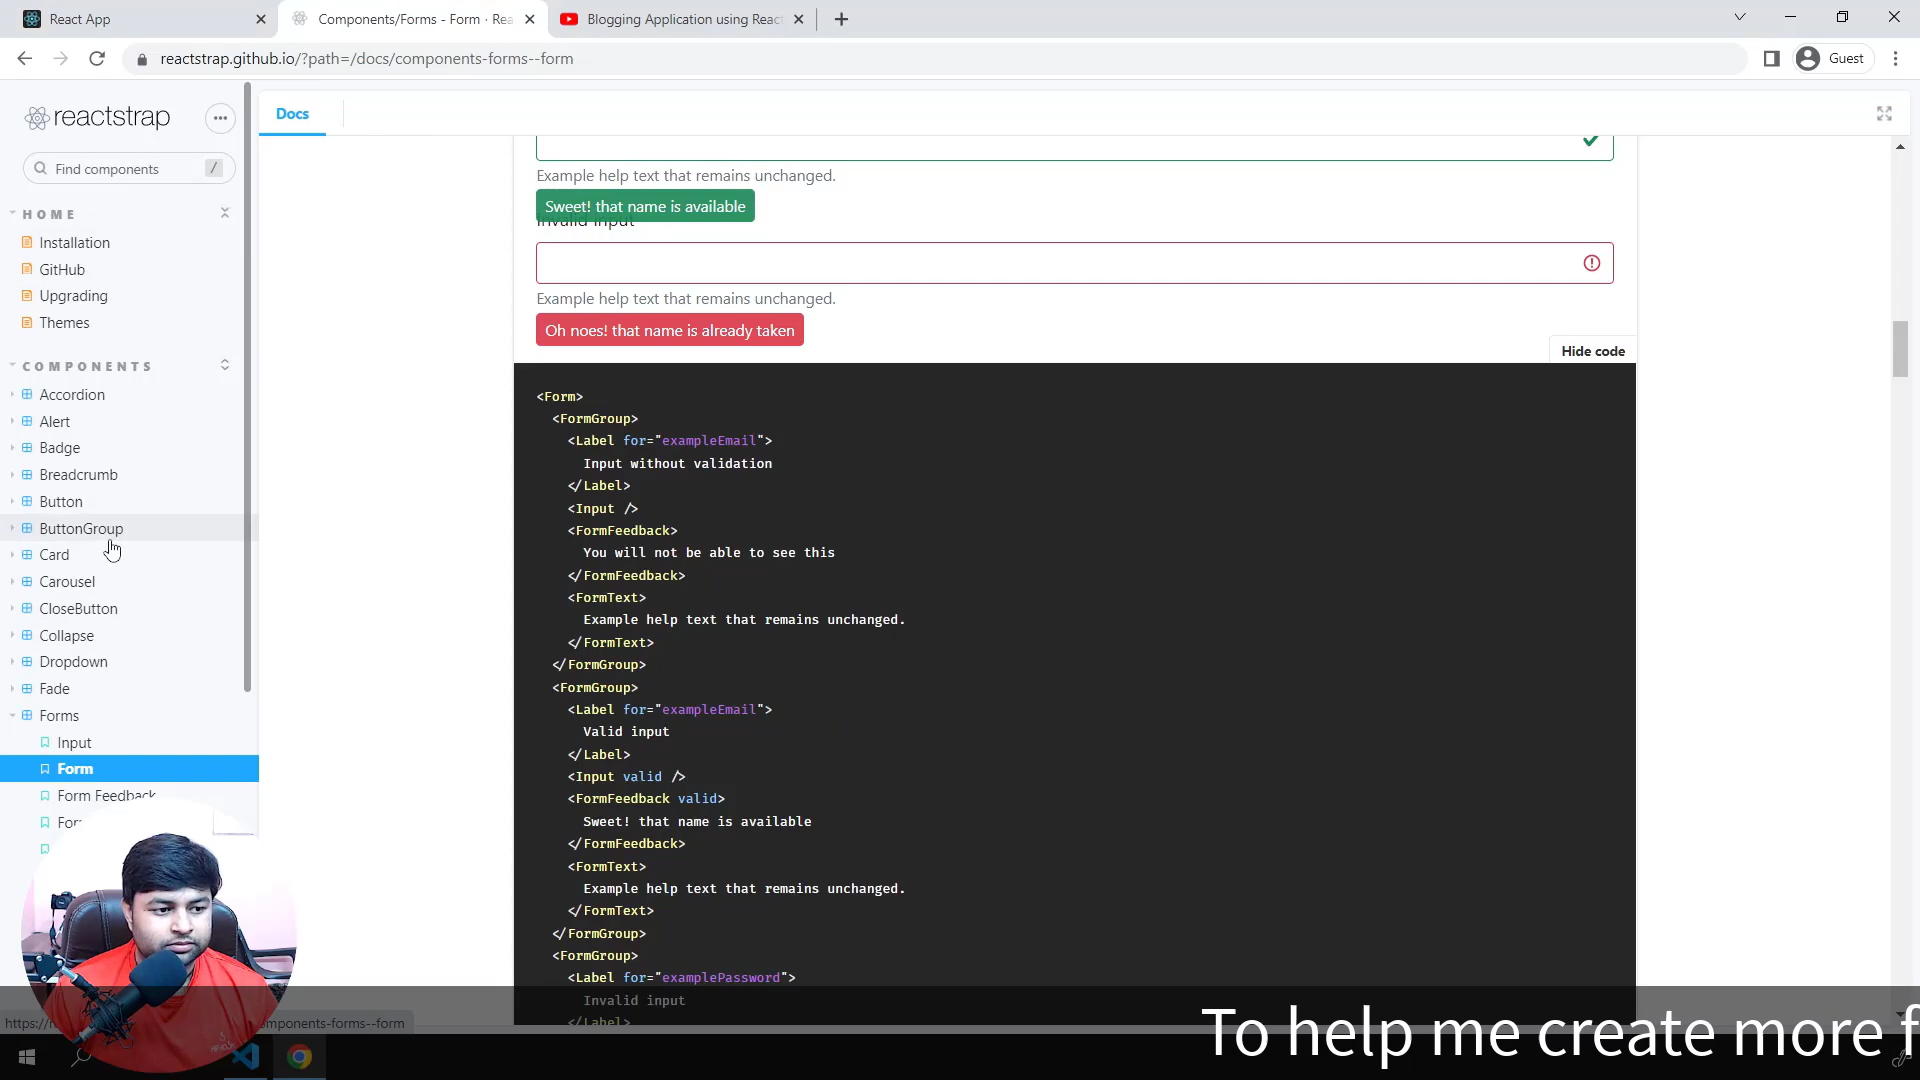 React App
Components/Forms - Form · Rea
Blogging Application using React
reactstrap.github.io/?path=/docs/components-forms--form
Guest
reactstrap
Docs
Find components
/
HOME
Installation
GitHub
Upgrading
Themes
COMPONENTS
Accordion
Alert
Badge
Breadcrumb
Button
ButtonGroup
Card
Carousel
CloseButton
Collapse
Dropdown
Fade
Forms
Input
Form
Form Feedback
Example help text that remains unchanged.
Sweet! that name is available
Invalid input
Example help text that remains unchanged.
Oh noes! that name is already taken
Hide code
<Form>
<FormGroup>
<Label for="exampleEmail">
Input without validation
</Label>
<Input />
<FormFeedback>
You will not be able to see this
</FormFeedback>
<FormText>
Example help text that remains unchanged.
</FormText>
</FormGroup>
<FormGroup>
<Label for="exampleEmail">
Valid input
</Label>
<Input valid />
<FormFeedback valid>
Sweet! that name is available
</FormFeedback>
<FormText>
Example help text that remains unchanged.
</FormText>
</FormGroup>
<FormGroup>
<Label for="examplePassword">
Invalid input
</Label>
omponents-forms--form
To help me create more f